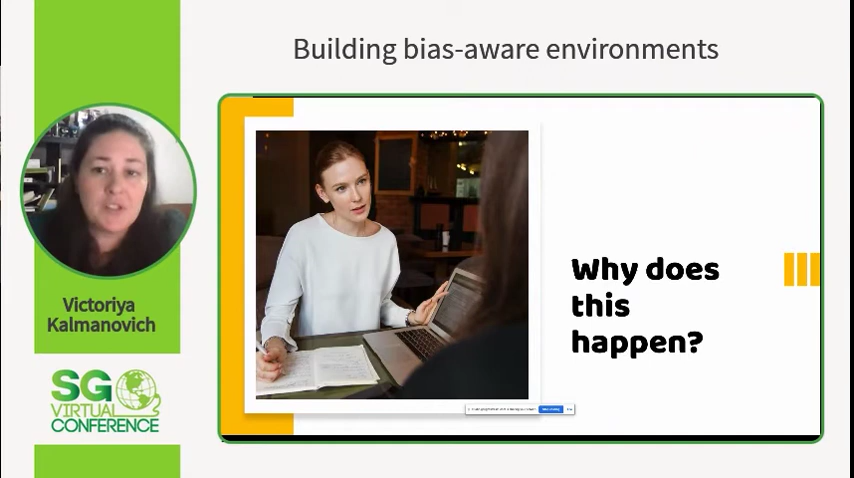 Building bias-aware environments
Why does
this
happen?
Victoriya
Kalmanovich
SG
VIRTUAL
CONFERENCE